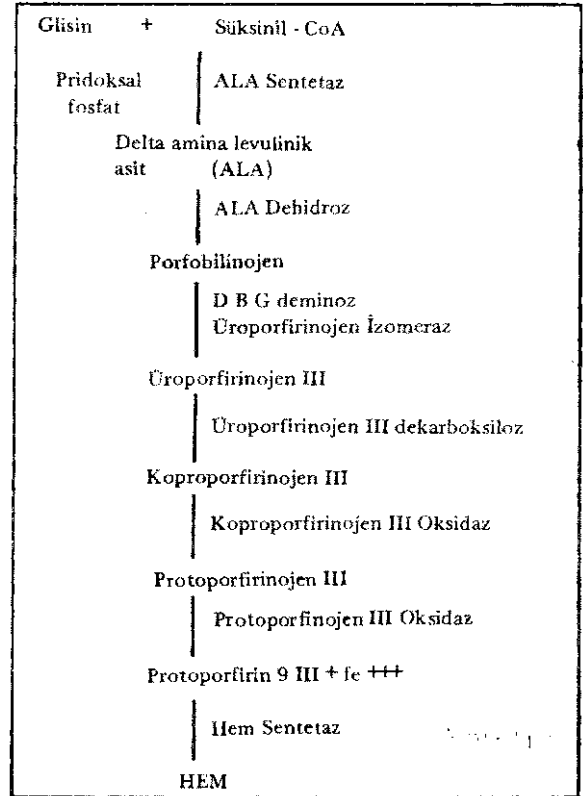 Glisin + Süksinil - CoA
Pridoksal ALA Sentetaz
fosfat
Delta amina levulinik
asit (ALA)
ALA Dehidroz
Porfobilinojen
D B G deminoz
Üroporfirinojen İzomeraz
Üroporfirinojen III
Üroporfirinojen III dekarboksiloz
Koproporfirinojen III
Koproporfirinojen III Oksidaz
Protoporfirinojen III
Protoporfinojen III Oksidaz
Protoporfirin 9 III + fe +++
Hem Sentetaz
HEM